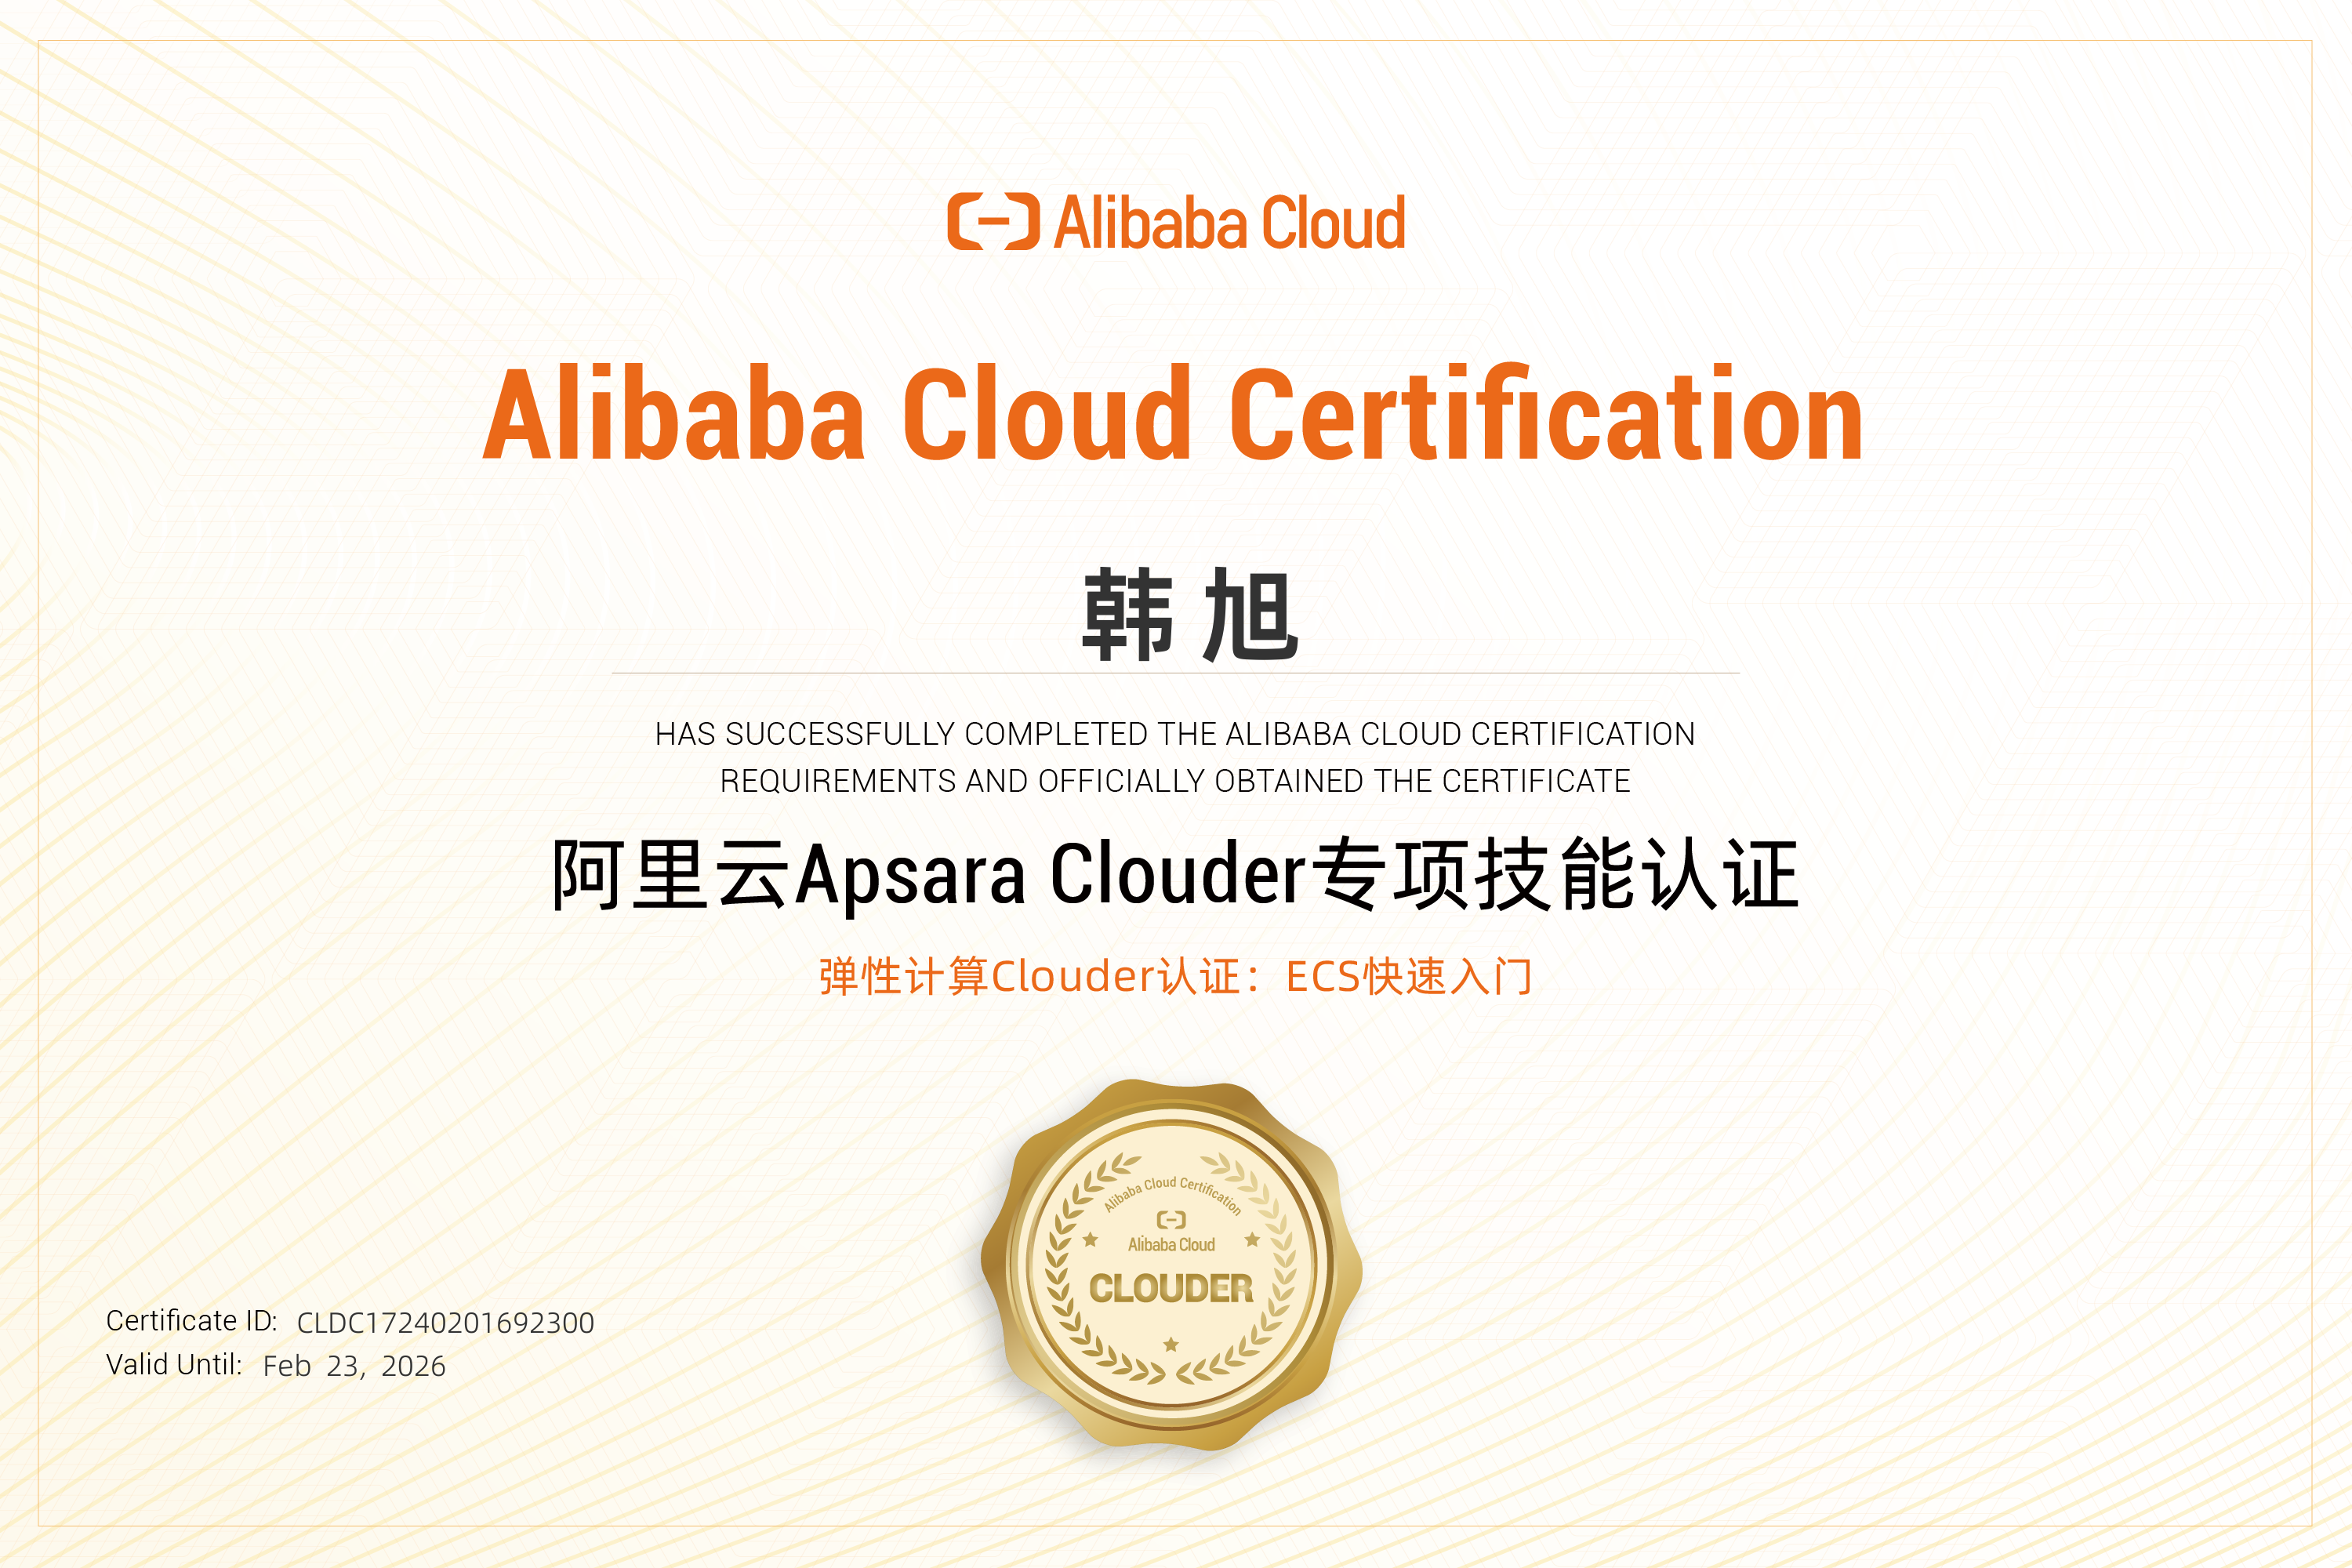 Alibaba Cloud
Alibaba Cloud Certification
韩 旭
HAS SUCCESSFULLY COMPLETED THE ALIBABA CLOUD CERTIFICATION
REQUIREMENTS AND OFFICIALLY OBTAINED THE CERTIFICATE
阿里云Apsara Clouder专项技能认证
弹性计算Clouder认证：ECS快速入门
Alibaba Cloud Certification
Alibaba Cloud
CLOUDER
Certificate ID: CLDC17240201692300
Valid Until: Feb 23, 2026